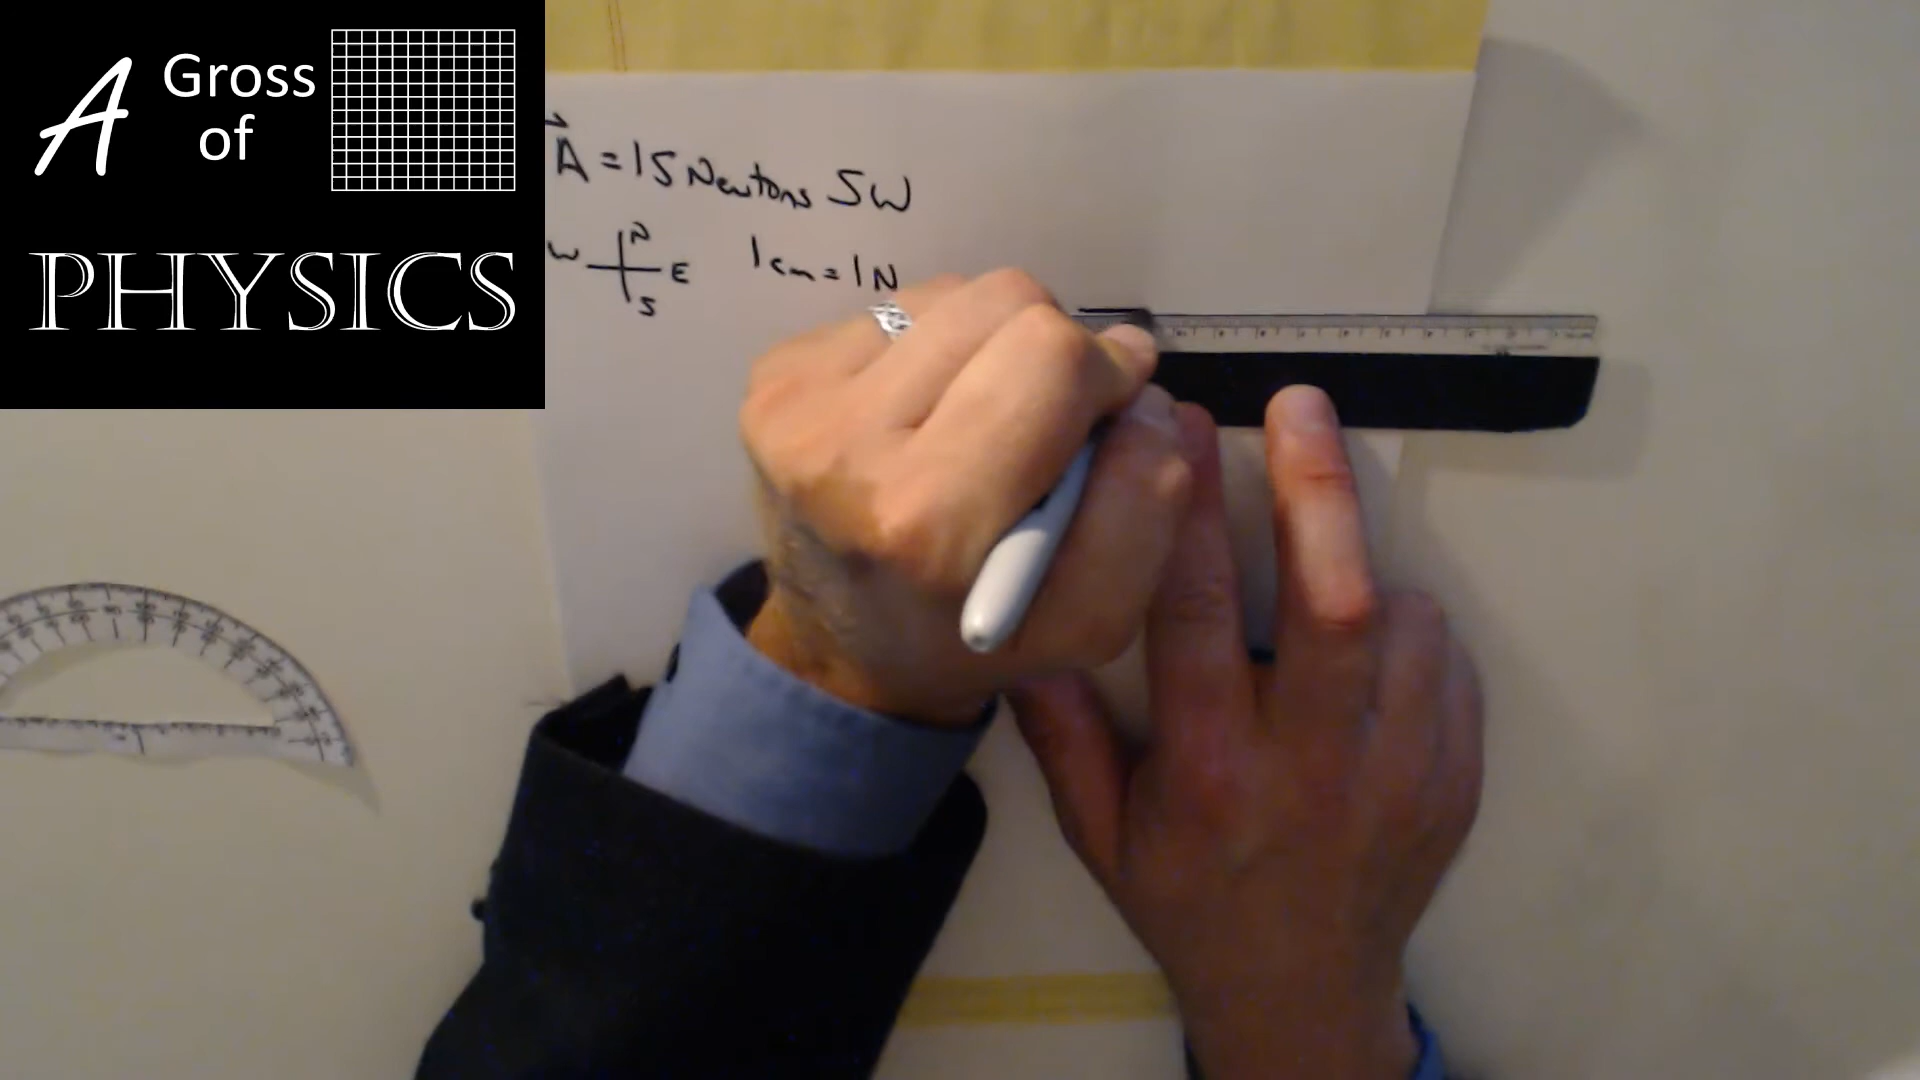 A Gross
of
PHYSICS
A = 15 Newtons SW
N
W E
S
1cm = 1N